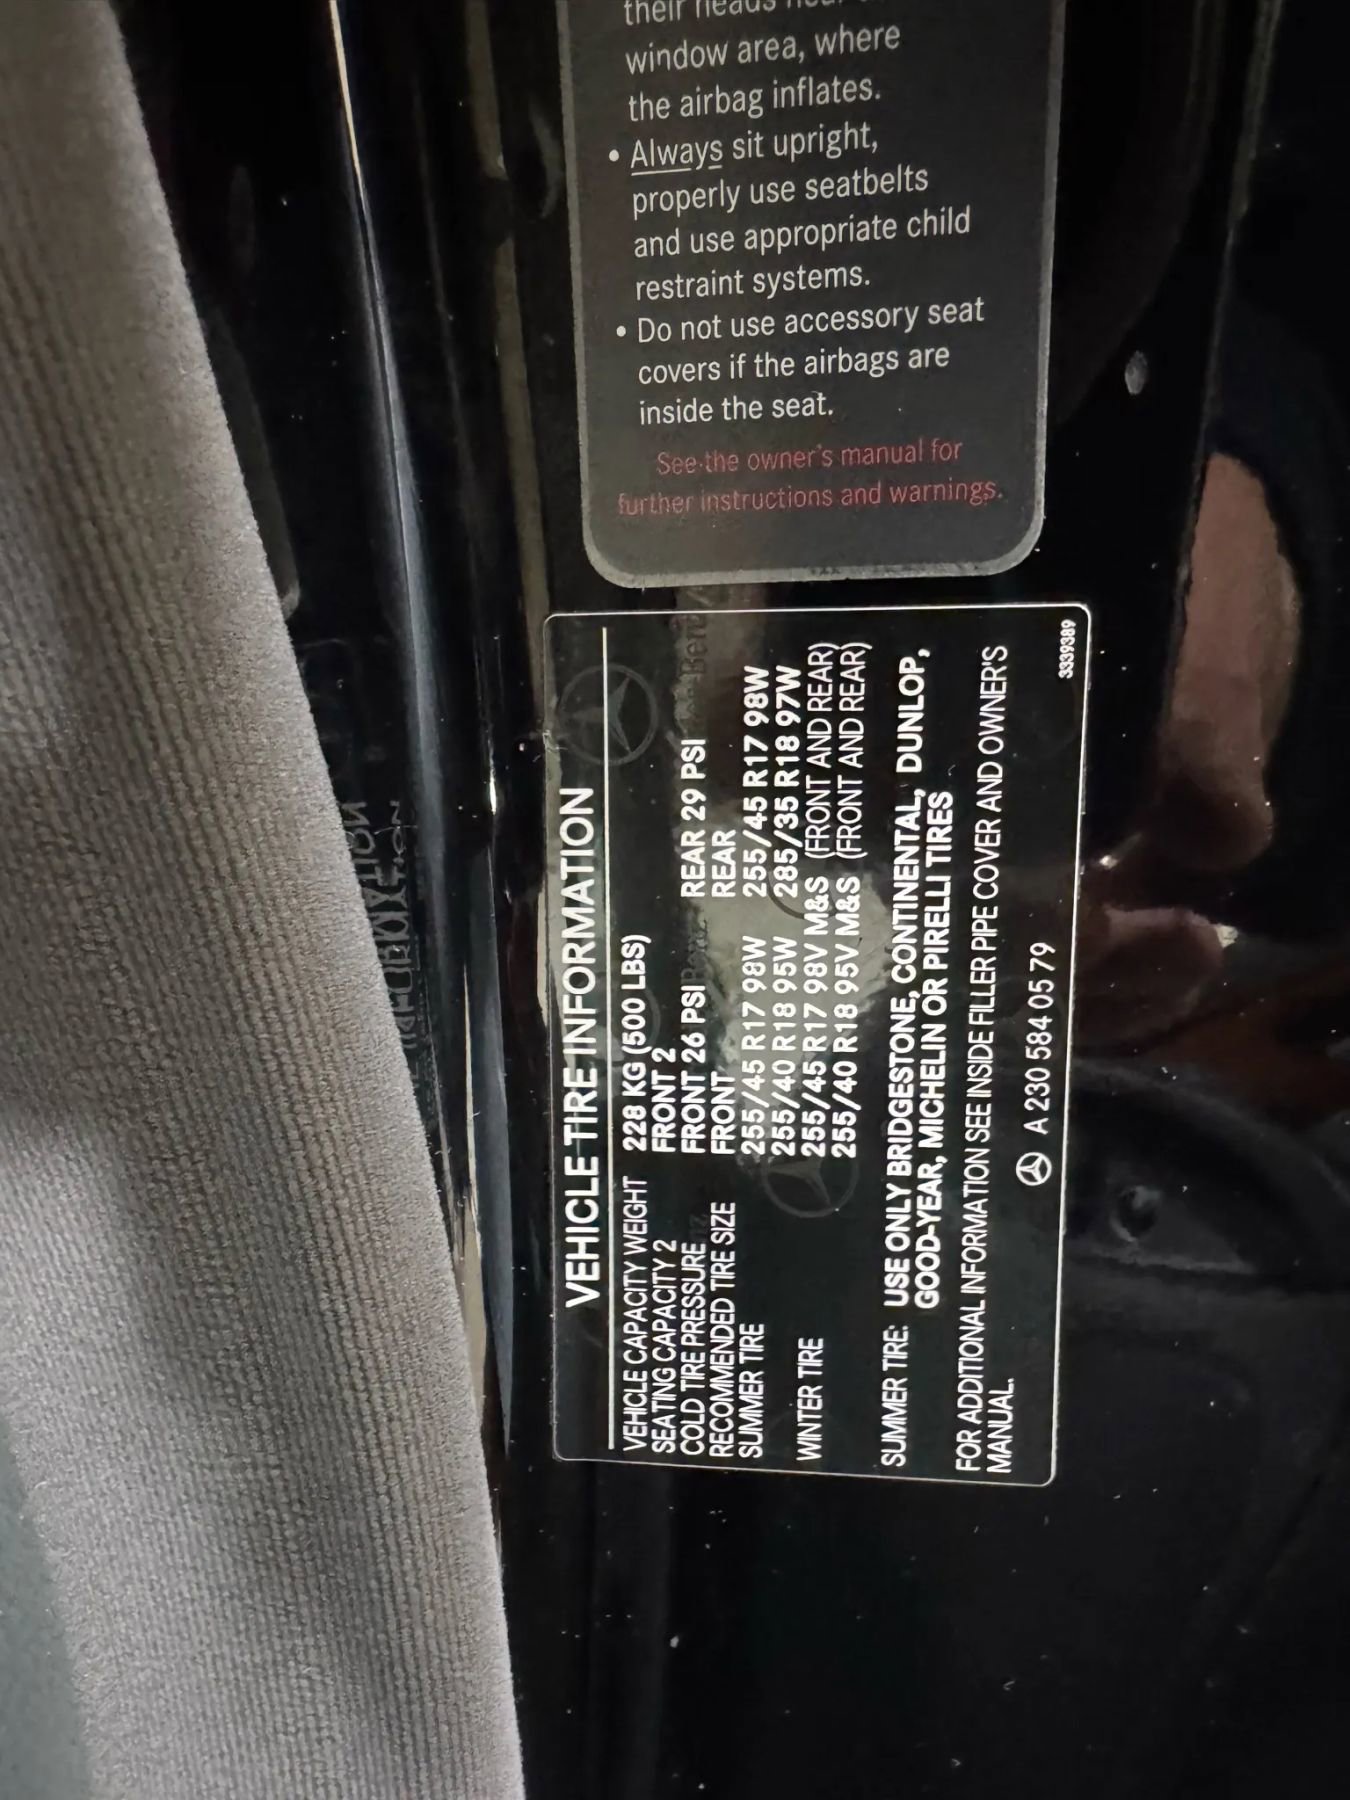 window area, where
the airbag inflates.
• Always sit upright,
properly use seatbelts
and use appropriate child
restraint systems.
• Do not use accessory seat
covers if the airbags are
inside the seat.
See the owner's manual for
further instructions and warnings.
VEHICLE TIRE INFORMATION
VEHICLE CAPACITY WEIGHT 228 KG (500 LBS)
SEATING CAPACITY 2 FRONT 2
COLD TIRE PRESSURE FRONT 26 PSI REAR 29 PSI
RECOMMENDED TIRE SIZE FRONT REAR
SUMMER TIRE 255/45 R17 98W 255/45 R17 98W
255/40 R18 95W 285/35 R18 97W
WINTER TIRE 255/45 R17 98V M&S (FRONT AND REAR)
255/40 R18 95V M&S (FRONT AND REAR)
SUMMER TIRE: USE ONLY BRIDGESTONE, CONTINENTAL, DUNLOP,
GOOD-YEAR, MICHELIN OR PIRELLI TIRES
FOR ADDITIONAL INFORMATION SEE INSIDE FILLER PIPE COVER AND OWNER'S
MANUAL.
A 230 584 05 79
3339389